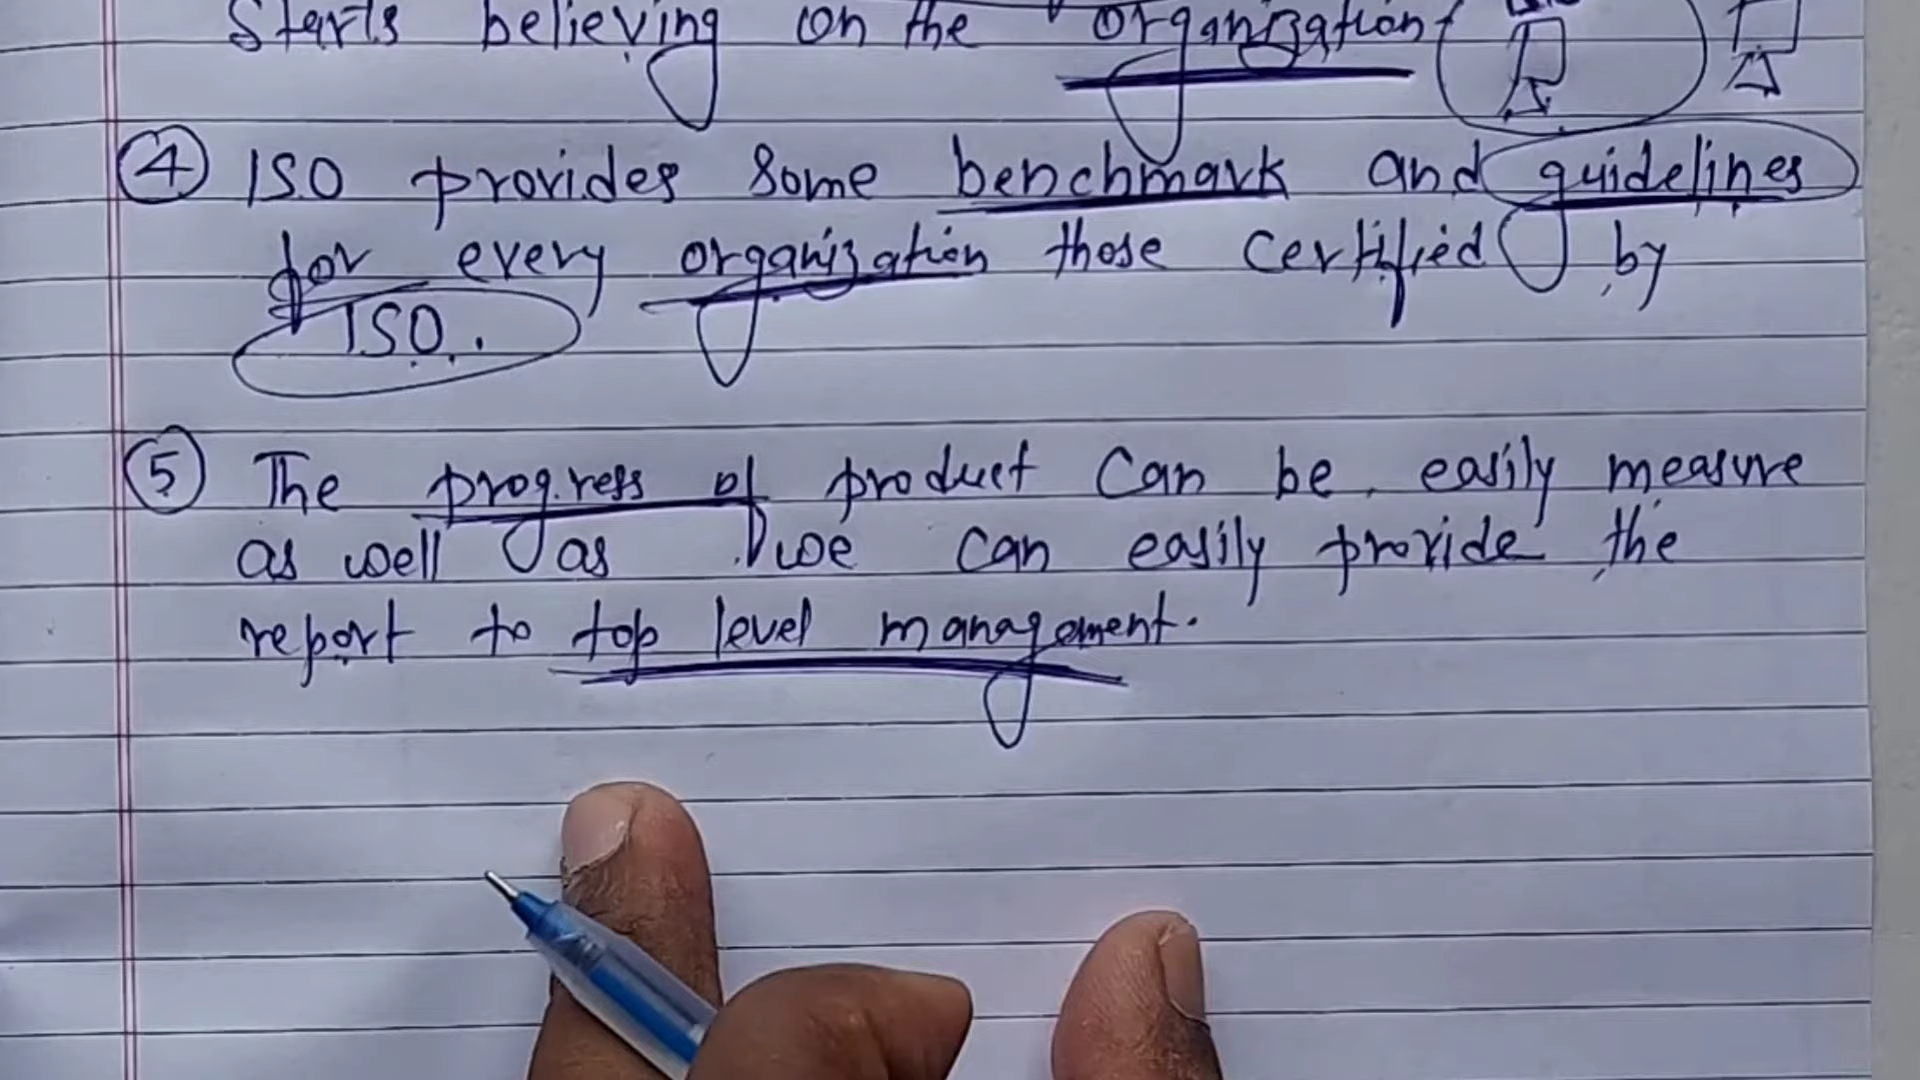 Starts believing on the organization
④ ISO provides some benchmark and guidelines
for every organization those certified by
ISO.
⑤ The progress of product can be easily measure
as well as we can easily provide the
report to top level management.